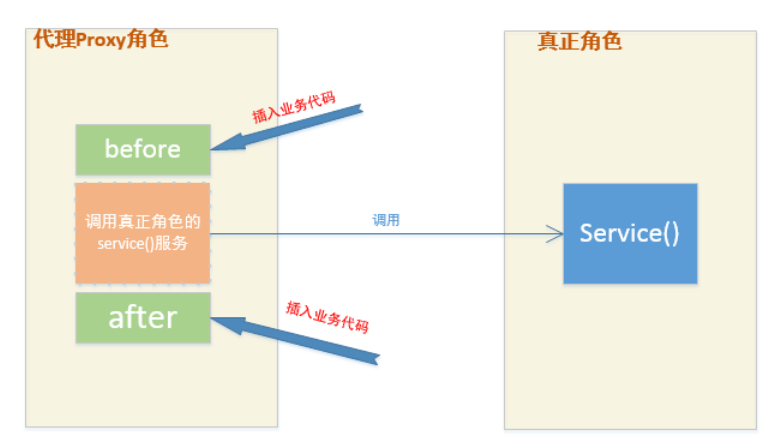 代理Proxy角色
真正角色
插入业务代码
before
调用真正角色的
service()服务
调用
Service()
after
插入业务代码